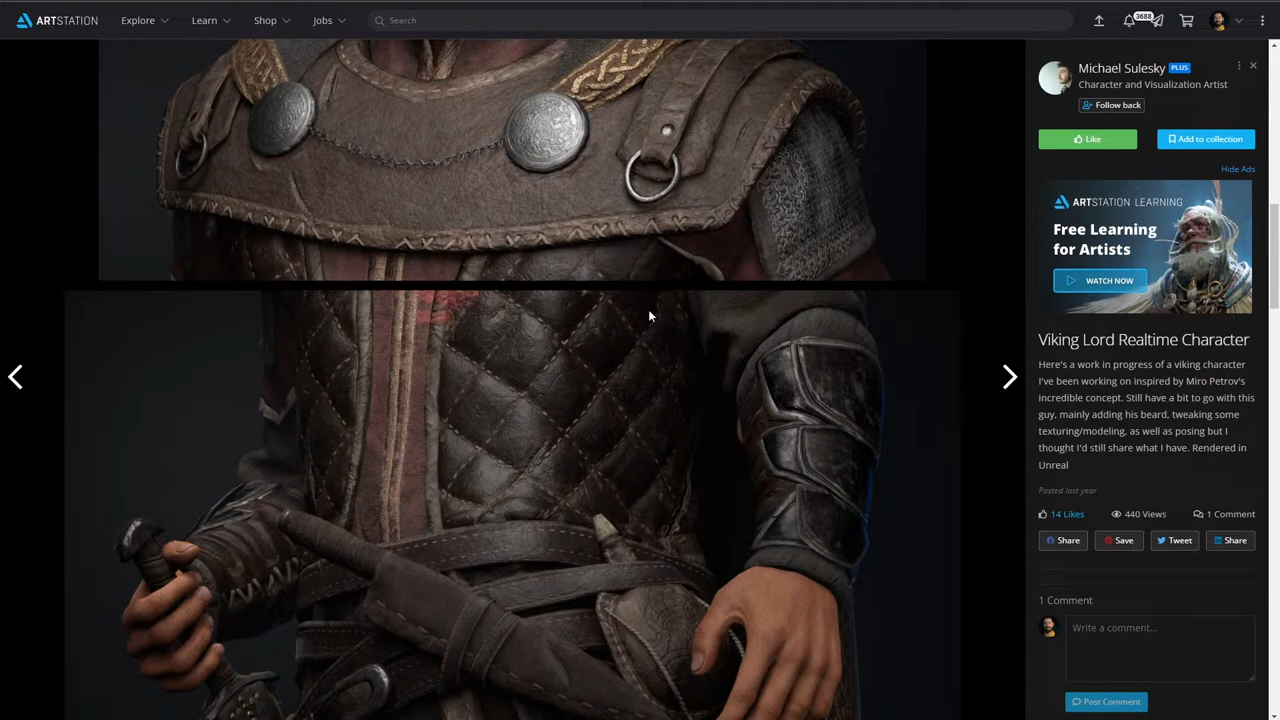 ARTSTATION
Explore
Learn
Shop
Jobs
Search
3688
Michael Sulesky PLUS
Character and Visualization Artist
Follow back
Like
Add to collection
Hide Ads
ARTSTATION LEARNING
Free Learning
for Artists
WATCH NOW
Viking Lord Realtime Character
Here's a work in progress of a viking character
I've been working on inspired by Miro Petrov's
incredible concept. Still have a bit to go with this
guy, mainly adding his beard, tweaking some
texturing/modeling, as well as posing but I
thought I'd still share what I have. Rendered in
Unreal
Posted last year
14 Likes
440 Views
1 Comment
Share
Save
Tweet
Share
1 Comment
Write a comment...
Post Comment